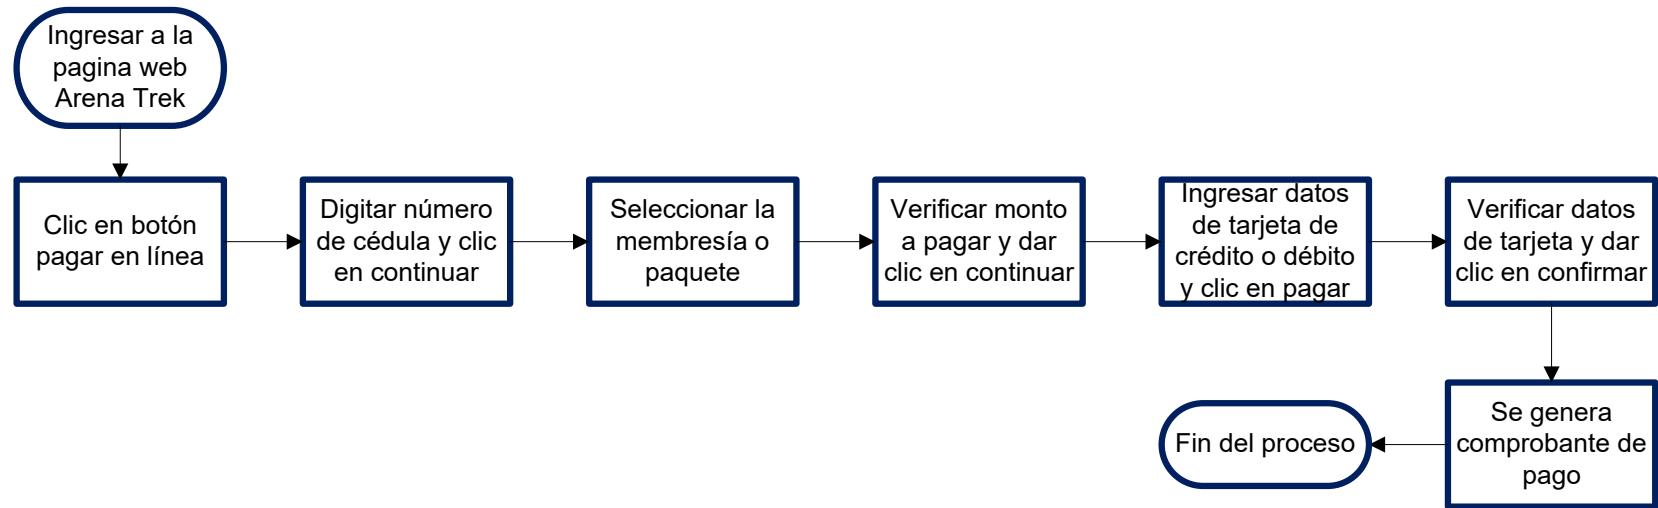 Ingresar a la
pagina web
Arena Trek
Clic en botón
pagar en línea
Digitar número
de cédula y clic
en continuar
Seleccionar la
membresía o
paquete
Verificar monto
a pagar y dar
clic en continuar
Ingresar datos
de tarjeta de
crédito o débito
y clic en pagar
Verificar datos
de tarjeta y dar
clic en confirmar
Se genera
comprobante de
pago
Fin del proceso